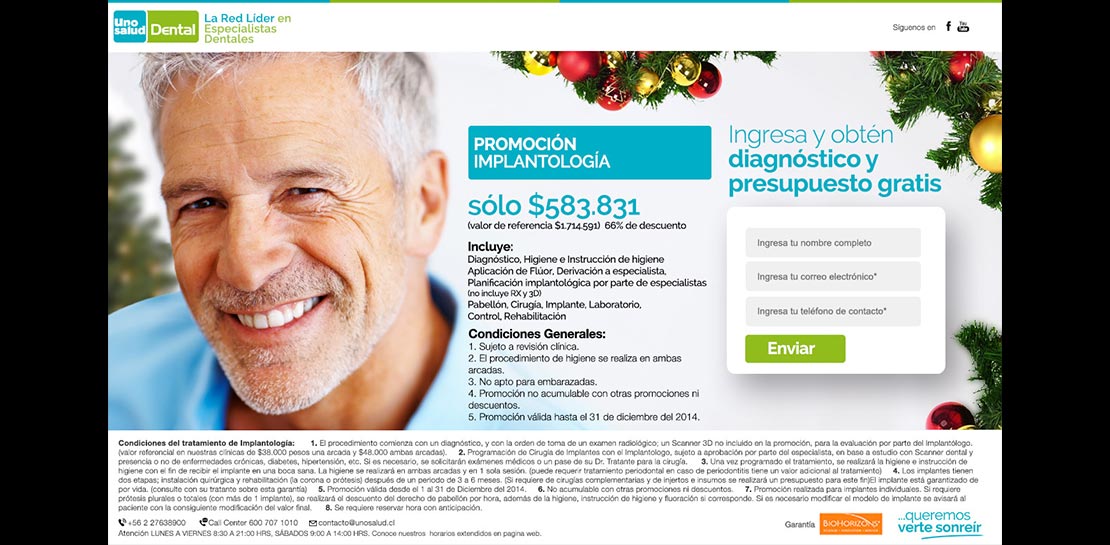 Uno
salud
Dental
La Red Líder en
Especialistas
Dentales
Síguenos en
You
Tube
PROMOCIÓN
IMPLANTOLOGÍA
sólo $583.831
(valor de referencia $1.714.591) 66% de descuento
Incluye:
Diagnóstico, Higiene e Instrucción de higiene
Aplicación de Flúor, Derivación a especialista,
Planificación implantológica por parte de especialistas
(no incluye RX y 3D)
Pabellón, Cirugía, Implante, Laboratorio,
Control, Rehabilitación
Condiciones Generales:
1. Sujeto a revisión clínica.
2. El procedimiento de higiene se realiza en ambas
arcadas.
3. No apto para embarazadas.
4. Promoción no acumulable con otras promociones ni
descuentos.
5. Promoción válida hasta el 31 de diciembre del 2014.
Ingresa y obtén
diagnóstico y
presupuesto gratis
Ingresa tu nombre completo
Ingresa tu correo electrónico*
Ingresa tu teléfono de contacto*
Enviar
Condiciones del tratamiento de Implantología: 1. El procedimiento comienza con un diagnóstico, y con la orden de toma de un examen radiológico; un Scanner 3D no incluido en la promoción, para la evaluación por parte del Implantólogo.
(valor referencial en nuestras clínicas de $38.000 pesos una arcada y $48.000 ambas arcadas). 2. Programación de Cirugía de Implantes con el Implantologo, sujeto a aprobación por parte del especialista, en base a estudio con Scanner dental y
presencia o no de enfermedades crónicas, diabetes, hipertensión, etc. Si es necesario, se solicitarán exámenes médicos o un pase de su Dr. Tratante para la cirugía. 3. Una vez programado el tratamiento, se realizará la higiene e instrucción de
higiene con el fin de recibir el implante en una boca sana. La higiene se realizará en ambas arcadas y en 1 sola sesión. (puede requerir tratamiento periodontal en caso de periodontitis tiene un valor adicional al tratamiento) 4. Los implantes tienen
dos etapas; instalación quirúrgica y rehabilitación (la corona o prótesis) después de un periodo de 3 a 6 meses. (Si requiere de cirugías complementarias y de injertos e insumos se realizará un presupuesto para este fin)El implante está garantizado de
por vida. (consulte con su tratante sobre esta garantía) 5. Promoción válida desde el 1 al 31 de Diciembre del 2014. 6. No acumulable con otras promociones ni descuentos. 7. Promoción realizada para implantes individuales. Si requiere
prótesis plurales o totales (con más de 1 implante), se realizará el descuento del derecho de pabellón por hora, además de la higiene, instrucción de higiene y fluoración si corresponde. Si es necesario modificar el modelo de implante se avisará al
paciente con la consiguiente modificación del valor final. 8. Se requiere reservar hora con anticipación.
+56 2 27638900 Call Center 600 707 1010 contacto@unosalud.cl
Atención LUNES A VIERNES 8:30 A 21:00 HRS, SÁBADOS 9:00 A 14:00 HRS. Conoce nuestros horarios extendidos en pagina web.
Garantía
BIOHORIZONS
...queremos
verte sonreír